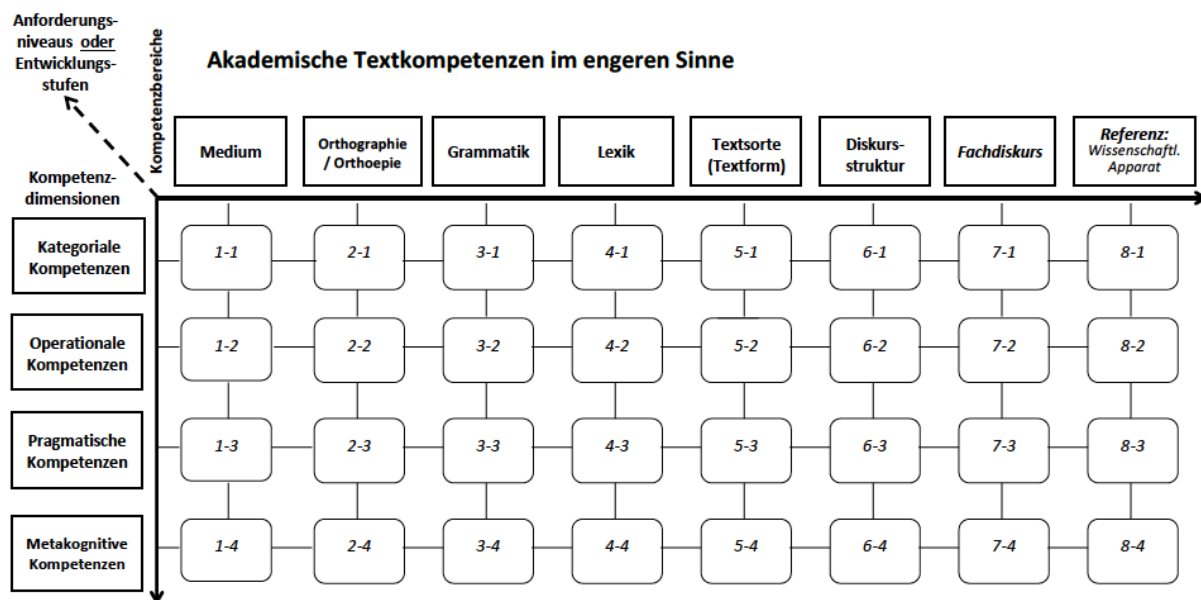 Anforderungs-
niveaus oder
Entwicklungs-
stufen
Kompetenzbereiche
Akademische Textkompetenzen im engeren Sinne
Medium
Orthographie
/ Orthoepie
Grammatik
Lexik
Textsorte
(Textform)
Diskurs-
struktur
Fachdiskurs
Referenz:
Wissenschaftl.
Apparat
Kompetenz-
dimensionen
Kategoriale
Kompetenzen
1-1 2-1 3-1 4-1 5-1 6-1 7-1 8-1
Operationale
Kompetenzen
1-2 2-2 3-2 4-2 5-2 6-2 7-2 8-2
Pragmatische
Kompetenzen
1-3 2-3 3-3 4-3 5-3 6-3 7-3 8-3
Metakognitive
Kompetenzen
1-4 2-4 3-4 4-4 5-4 6-4 7-4 8-4